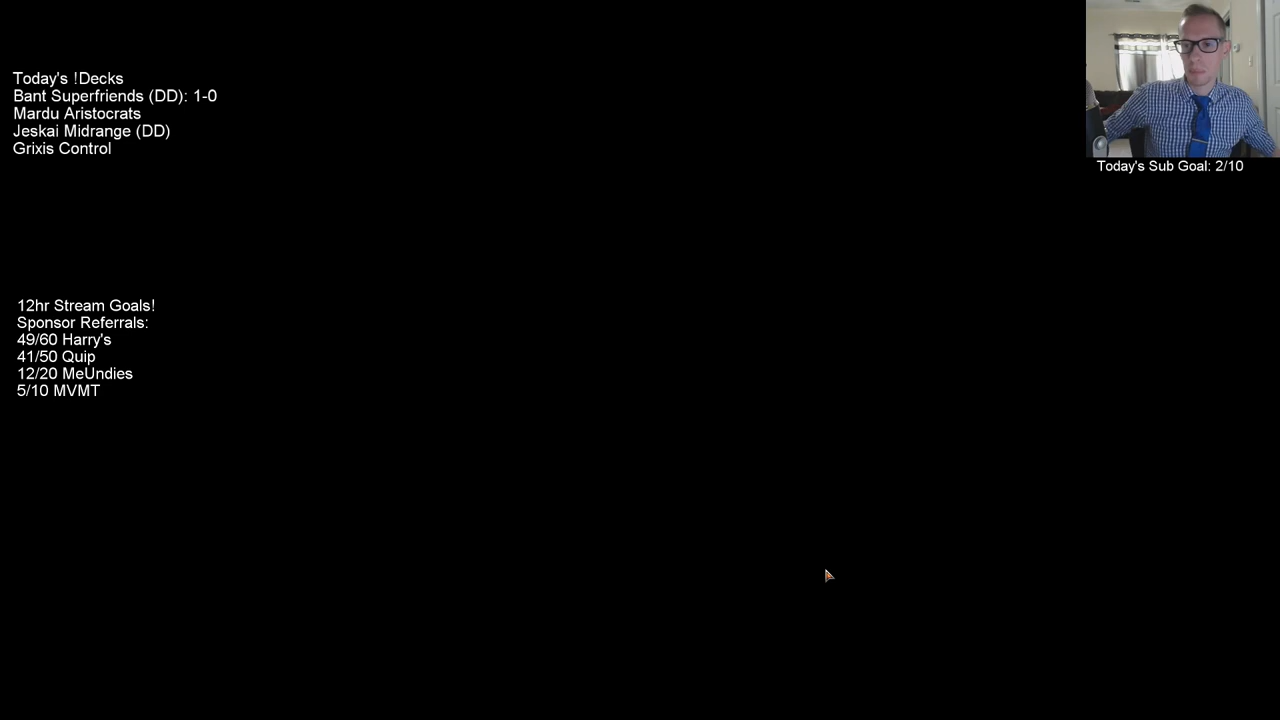 Today's !Decks
Bant Superfriends (DD): 1-0
Mardu Aristocrats
Jeskai Midrange (DD)
Grixis Control
Today's Sub Goal: 2/10
12hr Stream Goals!
Sponsor Referrals:
49/60 Harry's
41/50 Quip
12/20 MeUndies
5/10 MVMT